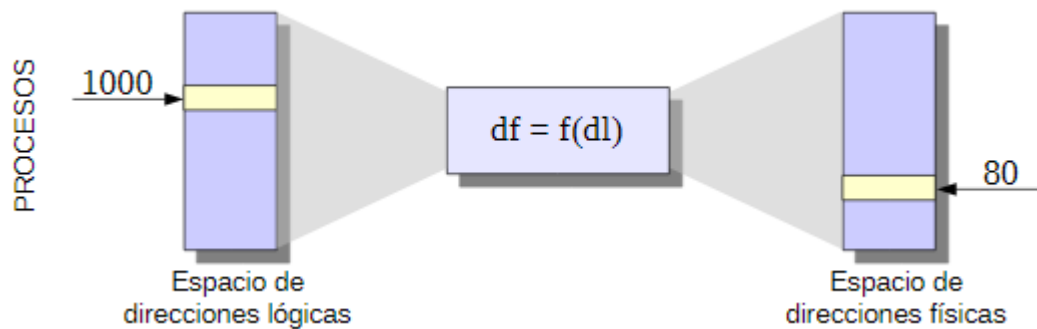 PROCESOS
1000
df = f(dl)
80
Espacio de
direcciones lógicas
Espacio de
direcciones físicas